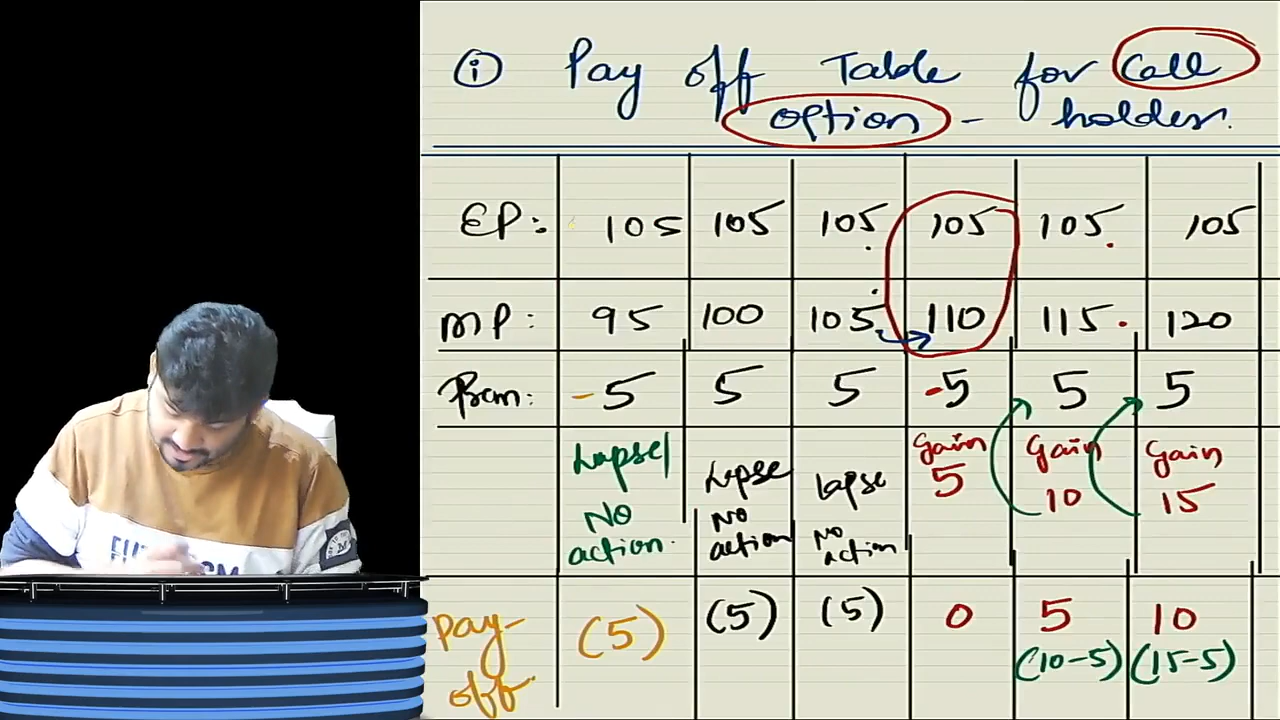 (i) Pay off Table for Call
option - holder.
EP: 105 105 105 105 105 105
MP: 95 100 105 110 115 120
Prem: -5 5 5 -5 5 5
Lapse/ No action. Lapse No action Lapse No action Gain 5 Gain 10 Gain 15
Pay-off (5) (5) (5) 0 5 (10-5) 10 (15-5)